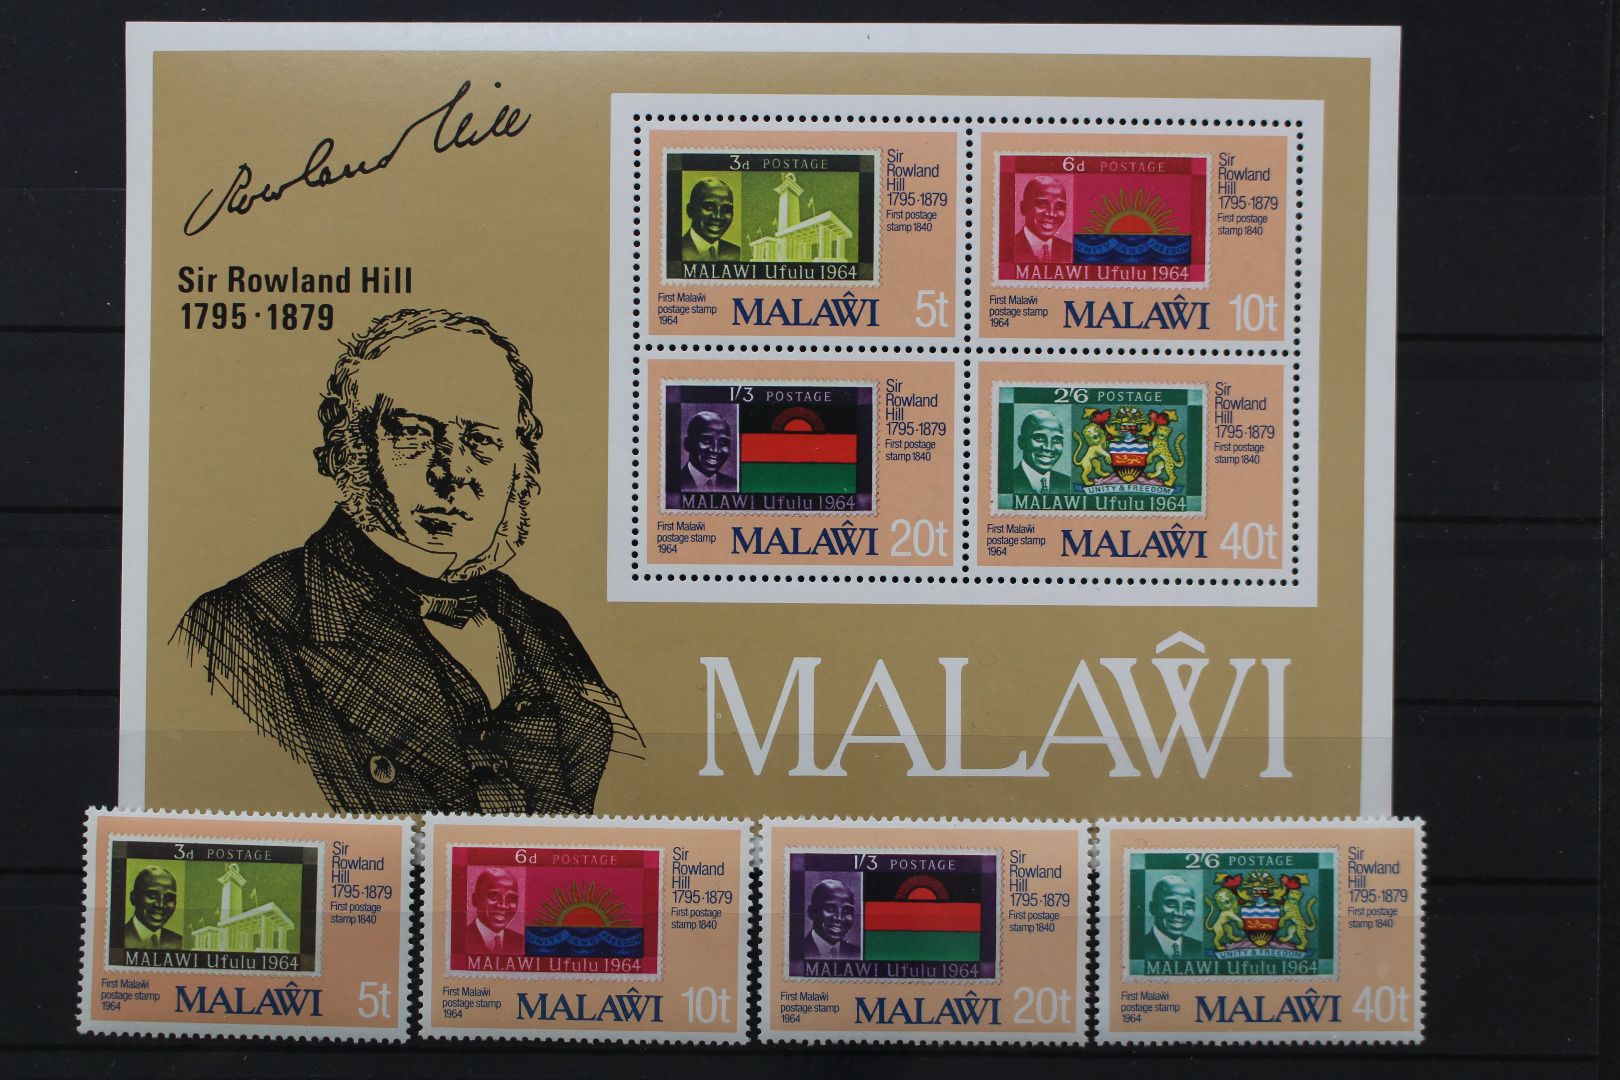 Rowland Hill
Sir Rowland Hill
1795·1879
3d POSTAGE
MALAWI Ufulu 1964
Sir
Rowland
Hill
1795·1879
First postage
stamp 1840
First Malaŵi
postage stamp
1964
MALAŴI 5t
6d POSTAGE
UNITY AND FREEDOM
MALAWI Ufulu 1964
Sir
Rowland
Hill
1795·1879
First postage
stamp 1840
First Malaŵi
postage stamp
1964
MALAŴI 10t
1/3 POSTAGE
MALAWI Ufulu 1964
Sir
Rowland
Hill
1795·1879
First postage
stamp 1840
First Malaŵi
postage stamp
1964
MALAŴI 20t
2/6 POSTAGE
UNITY & FREEDOM
MALAWI Ufulu 1964
Sir
Rowland
Hill
1795·1879
First postage
stamp 1840
First Malaŵi
postage stamp
1964
MALAŴI 40t
MALAŴI
3d POSTAGE
MALAWI Ufulu 1964
Sir
Rowland
Hill
1795·1879
First postage
stamp 1840
First Malaŵi
postage stamp
1964
MALAŴI 5t
6d POSTAGE
UNITY AND FREEDOM
MALAWI Ufulu 1964
Sir
Rowland
Hill
1795·1879
First postage
stamp 1840
First Malaŵi
postage stamp
1964
MALAŴI 10t
1/3 POSTAGE
MALAWI Ufulu 1964
Sir
Rowland
Hill
1795·1879
First postage
stamp 1840
First Malaŵi
postage stamp
1964
MALAŴI 20t
2/6 POSTAGE
UNITY & FREEDOM
MALAWI Ufulu 1964
Sir
Rowland
Hill
1795·1879
First postage
stamp 1840
First Malaŵi
postage stamp
1964
MALAŴI 40t